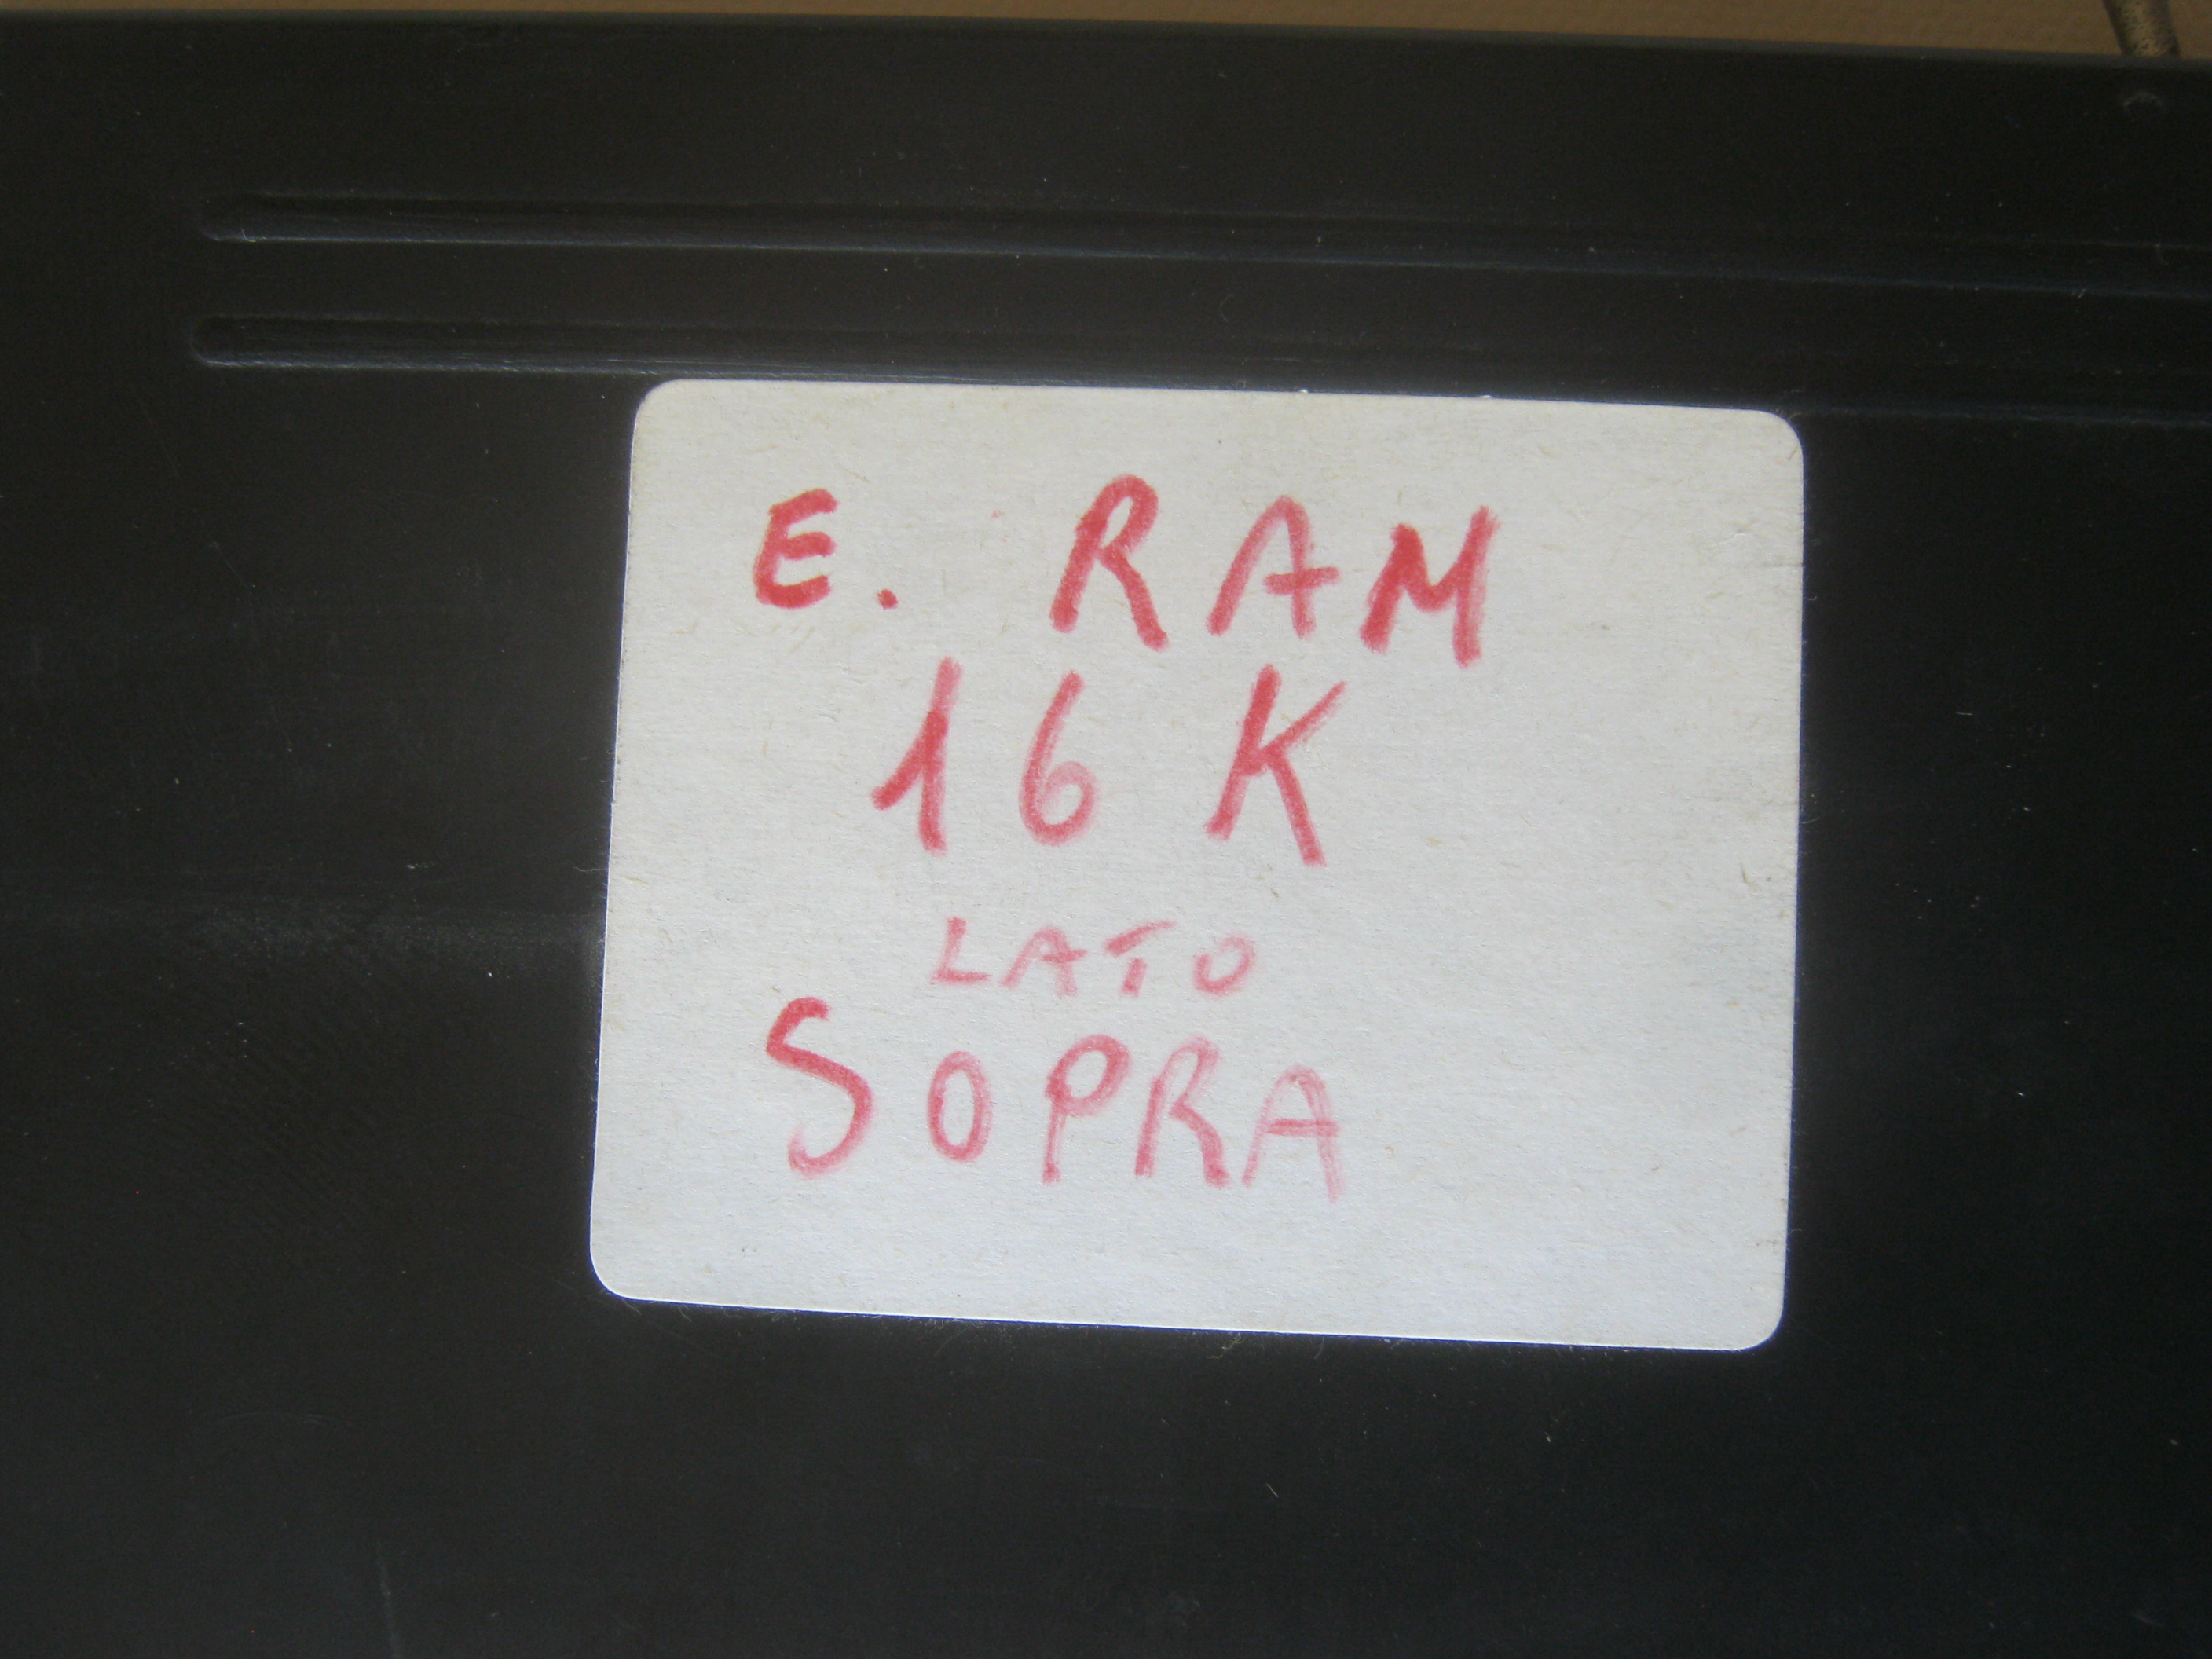 E. RAM
16 K
LATO
SOPRA